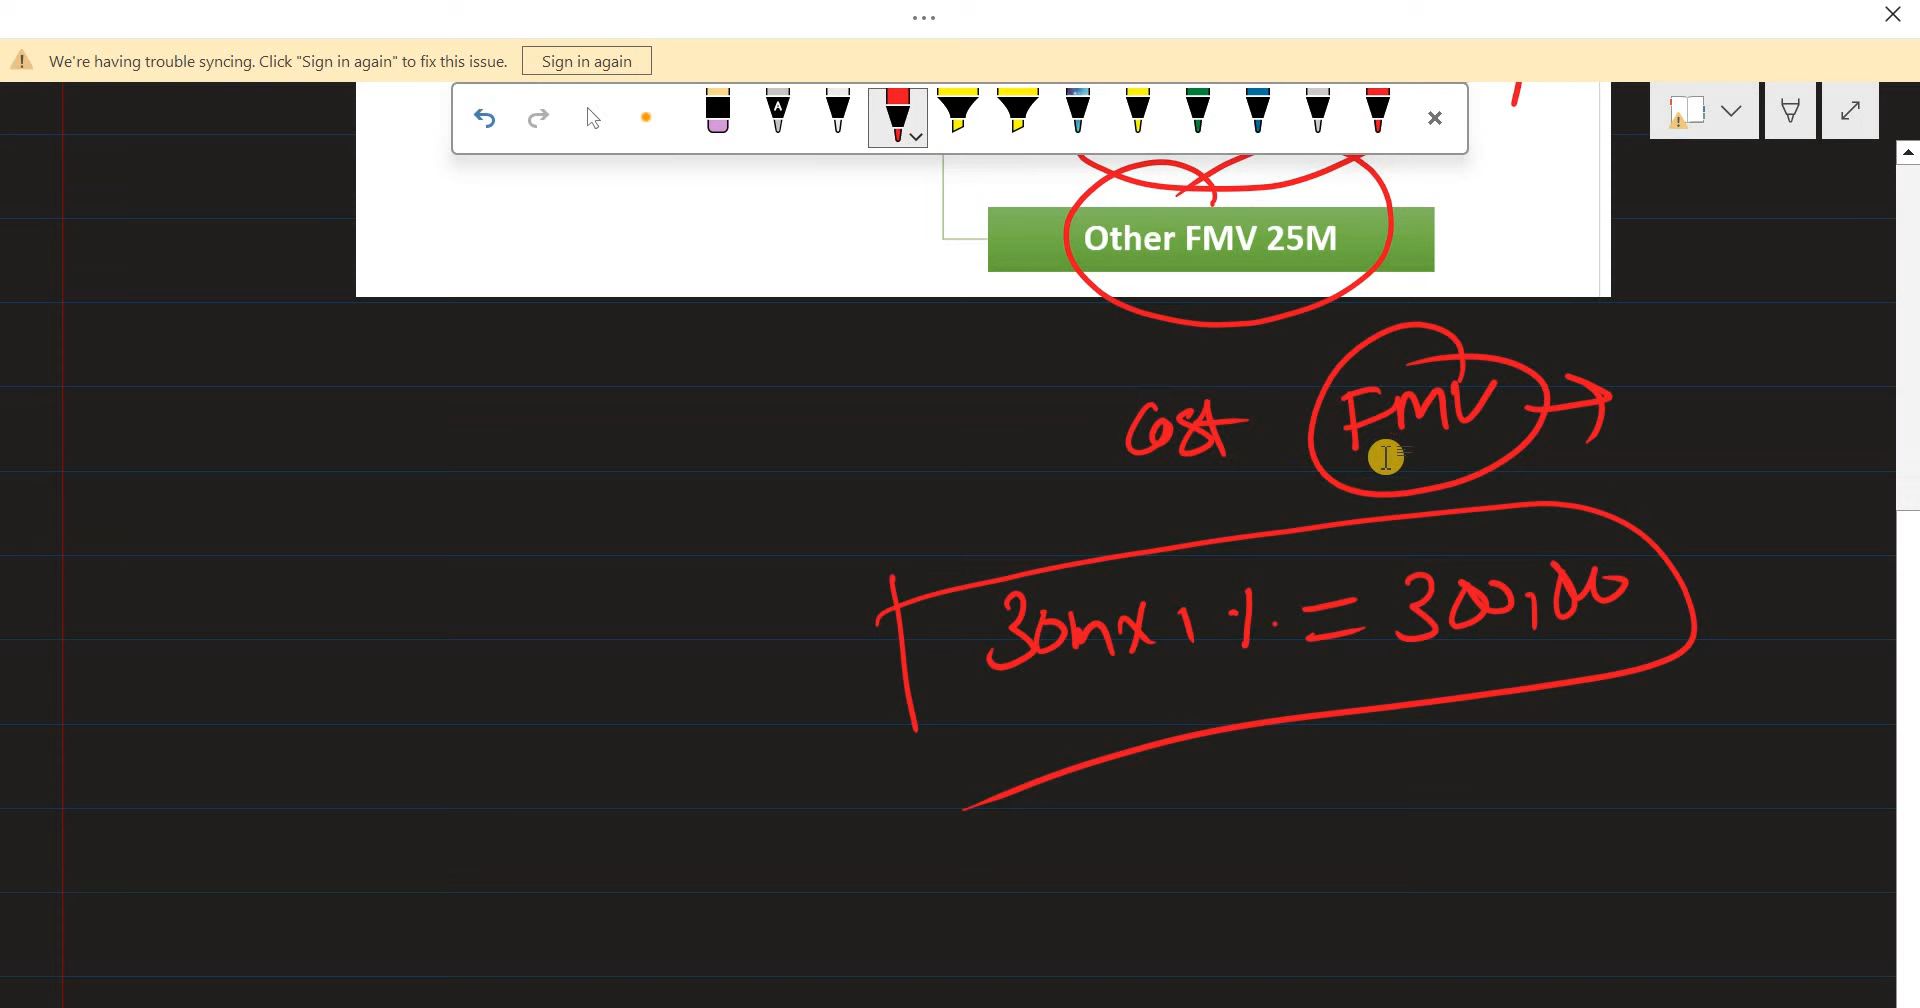 We're having trouble syncing. Click "Sign in again" to fix this issue. Sign in again
A
Other FMV 25M
Cost FMV
30m x 1 % = 300,000